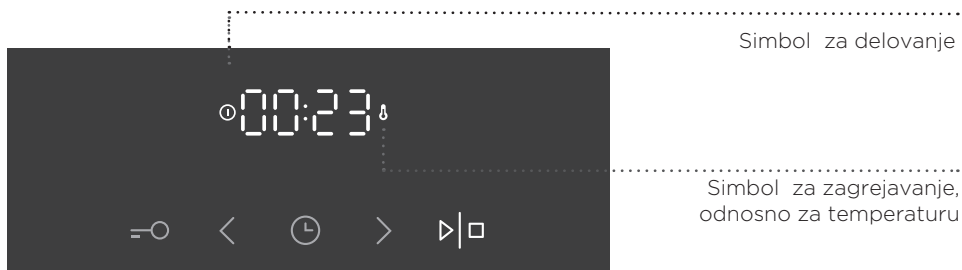 Simbol za delovanje
00:23
Simbol za zagrejavanje,
odnosno za temperaturu